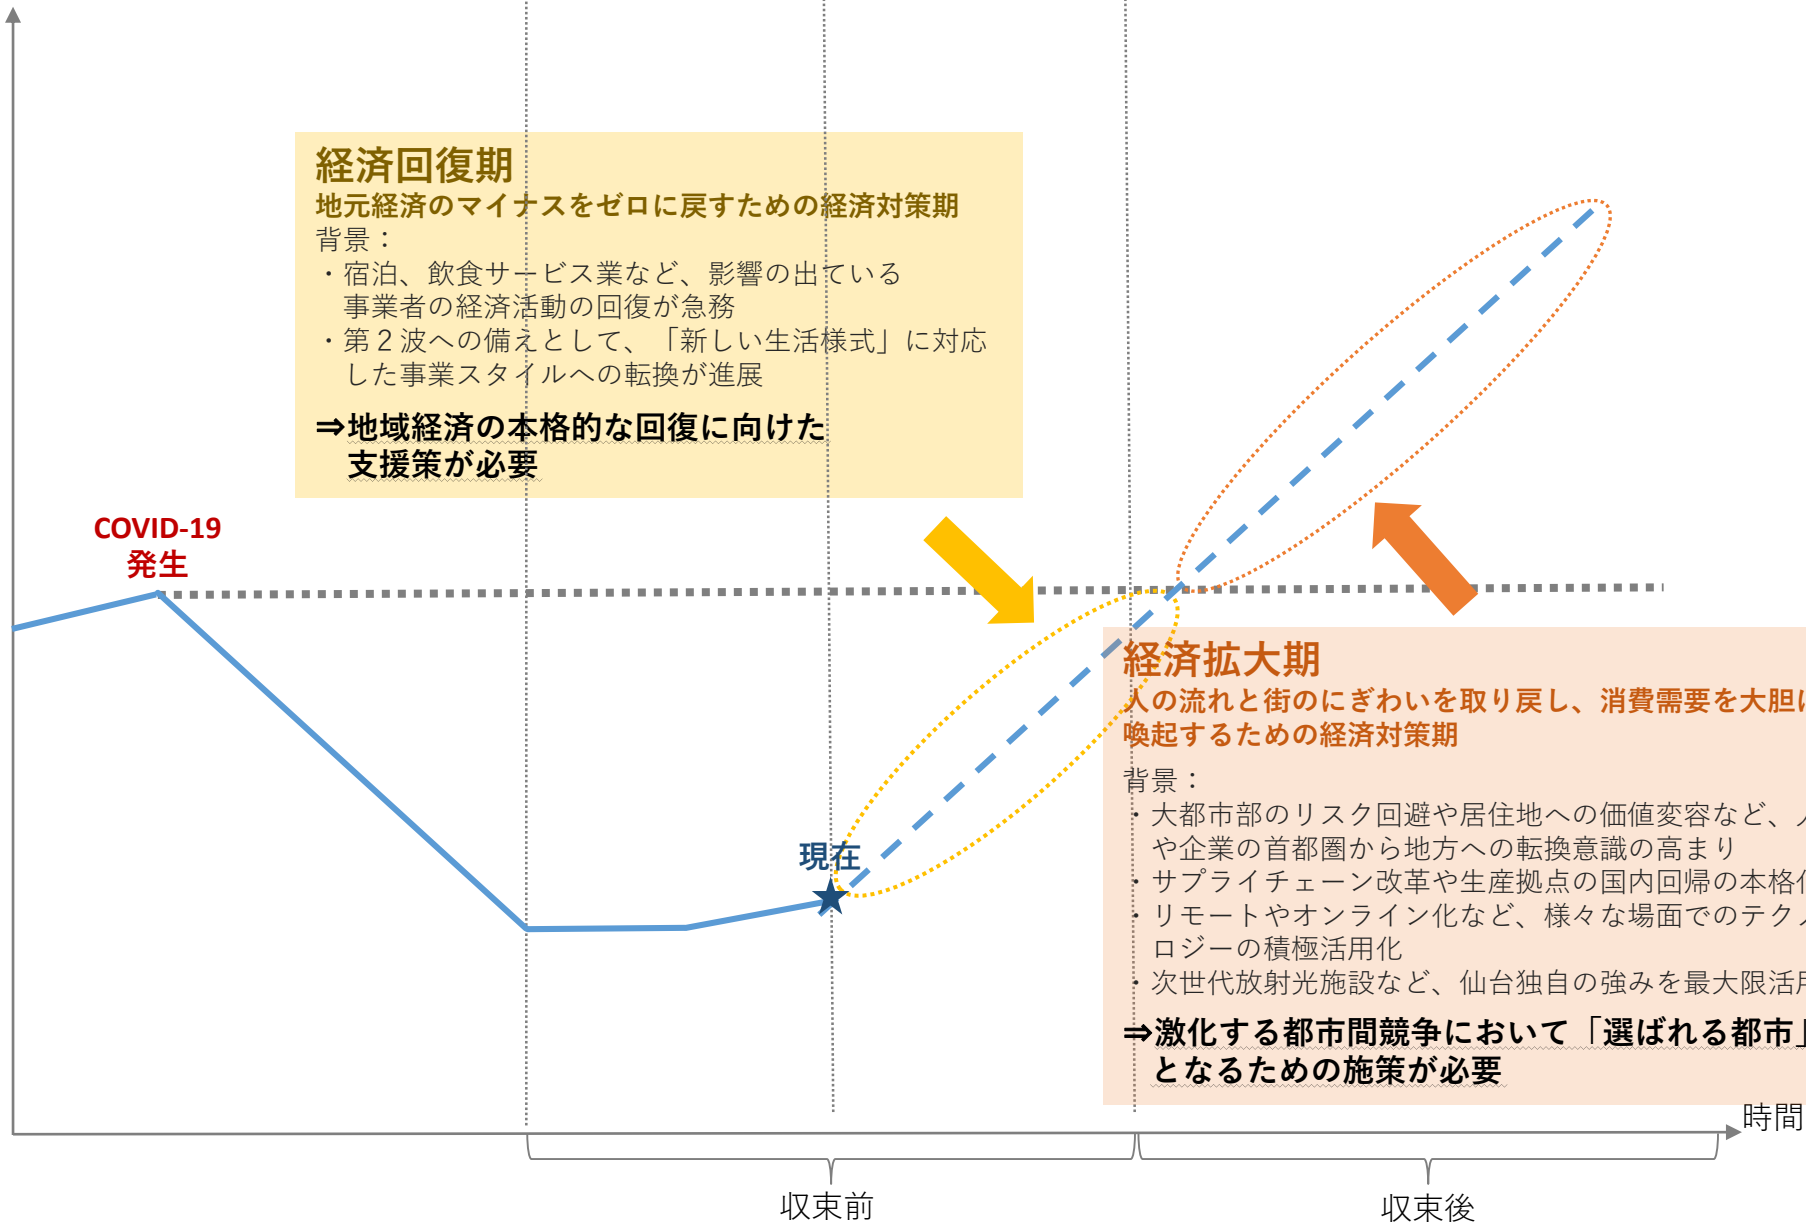 経済回復期
地元経済のマイナスをゼロに戻すための経済対策期
背景：
・宿泊、飲食サービス業など、影響の出ている
事業者の経済活動の回復が急務
・第２波への備えとして、「新しい生活様式」に対応
した事業スタイルへの転換が進展
⇒地域経済の本格的な回復に向けた
支援策が必要
COVID-19
発生
現在
経済拡大期
人の流れと街のにぎわいを取り戻し、消費需要を大胆に
喚起するための経済対策期
背景：
・大都市部のリスク回避や居住地への価値変容など、
や企業の首都圏から地方への転換意識の高まり
・サプライチェーン改革や生産拠点の国内回帰の本格化
・リモートやオンライン化など、様々な場面でのテクノ
ロジーの積極活用化
・次世代放射光施設など、仙台独自の強みを最大限活用
⇒激化する都市間競争において「選ばれる都市」
となるための施策が必要
時間
収束前
収束後